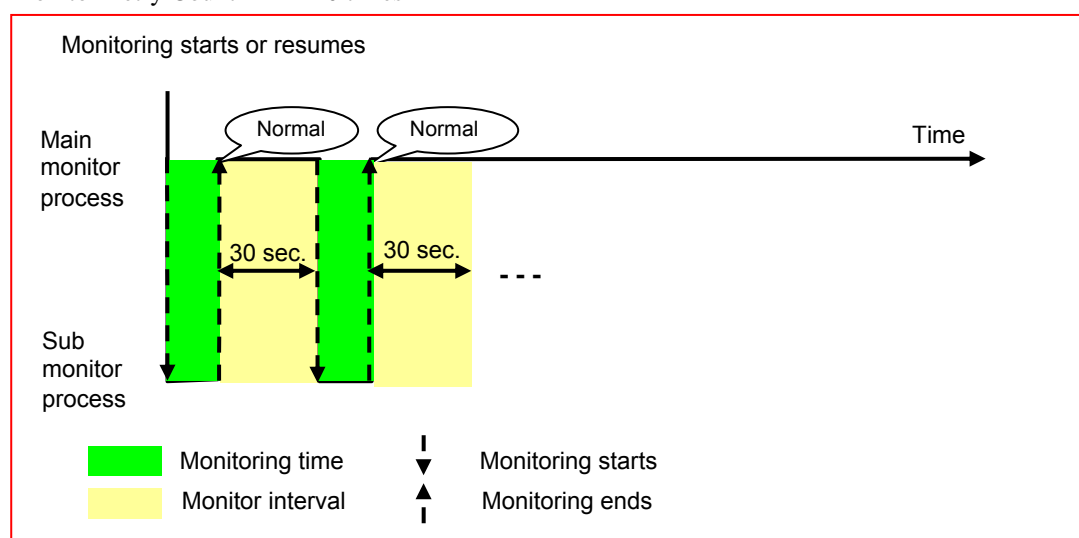 Monitoring starts or resumes
Normal
Normal
Time
Main
monitor
process
30 sec.
30 sec.
Sub
monitor
process
Monitoring time
Monitoring starts
Monitor interval
Monitoring ends